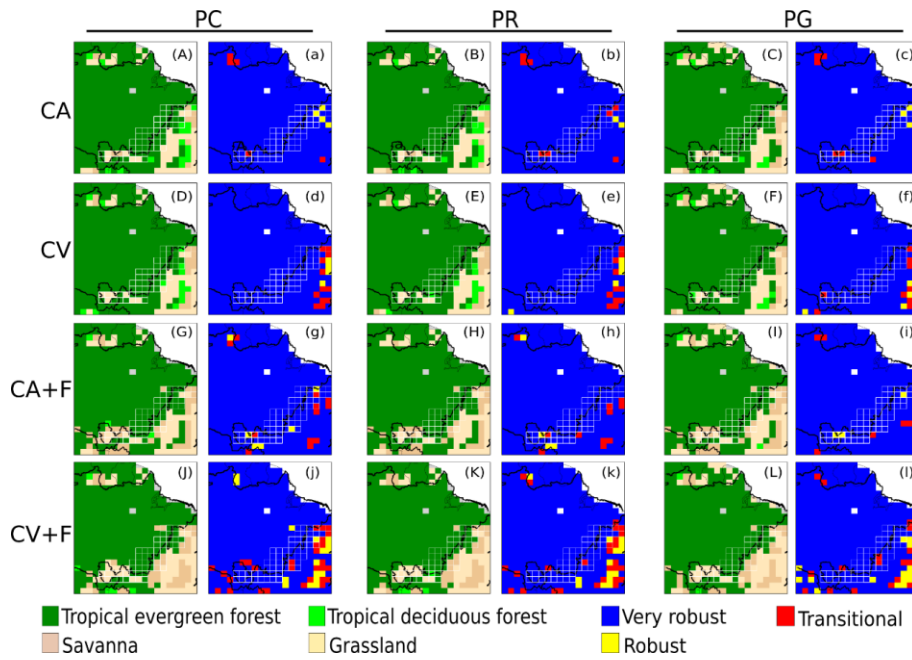 PC PR PG
CA (A) (a) (B) (b) (C) (c)
CV (D) (d) (E) (e) (F) (f)
CA+F (G) (g) (H) (h) (I) (i)
CV+F (J) (j) (K) (k) (L) (l)
Tropical evergreen forest Tropical deciduous forest Very robust Transitional
Savanna Grassland Robust